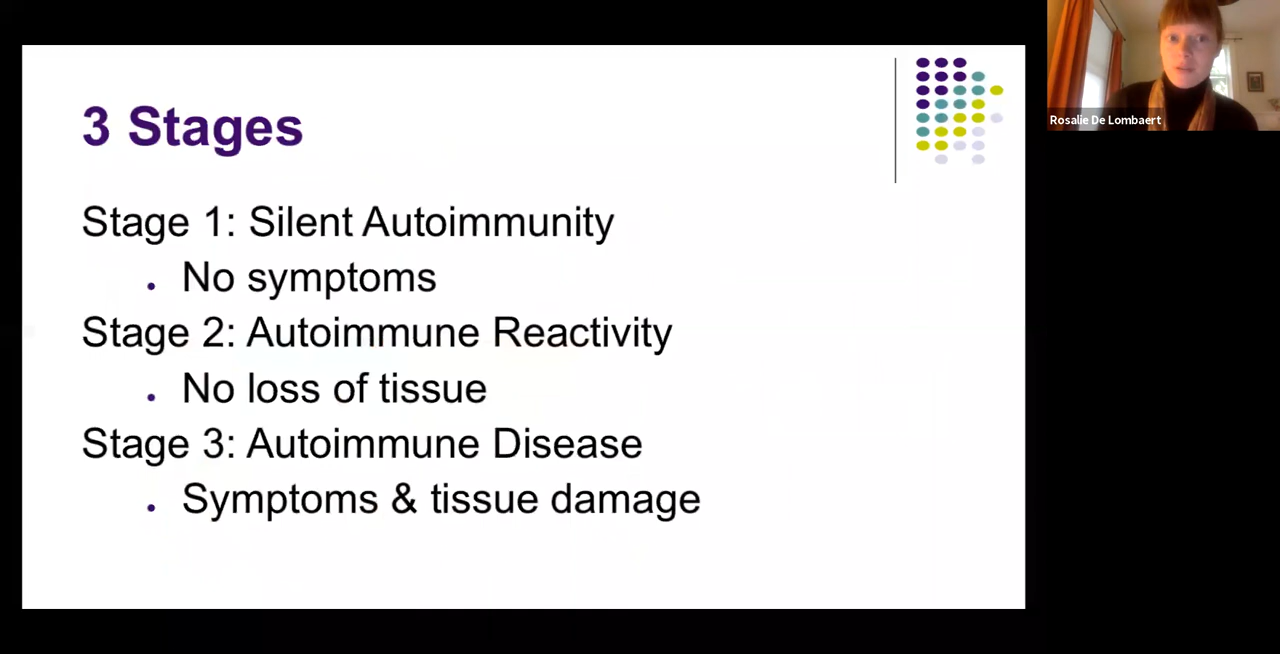 3 Stages
Stage 1: Silent Autoimmunity
• No symptoms
Stage 2: Autoimmune Reactivity
• No loss of tissue
Stage 3: Autoimmune Disease
• Symptoms & tissue damage
Rosalie De Lombaert